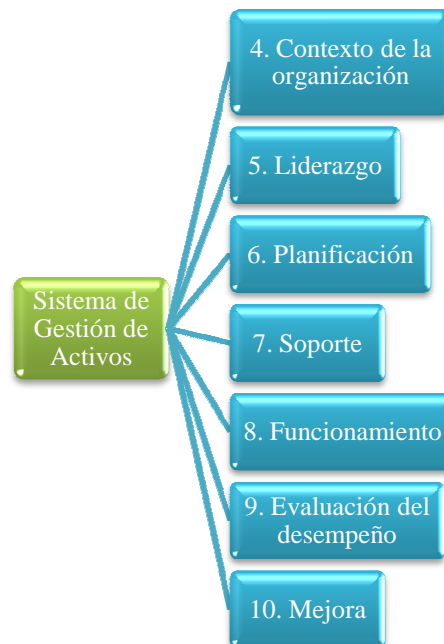 4. Contexto de la
organización
5. Liderazgo
6. Planificación
Sistema de
Gestión de
Activos
7. Soporte
8. Funcionamiento
9. Evaluación del
desempeño
10. Mejora